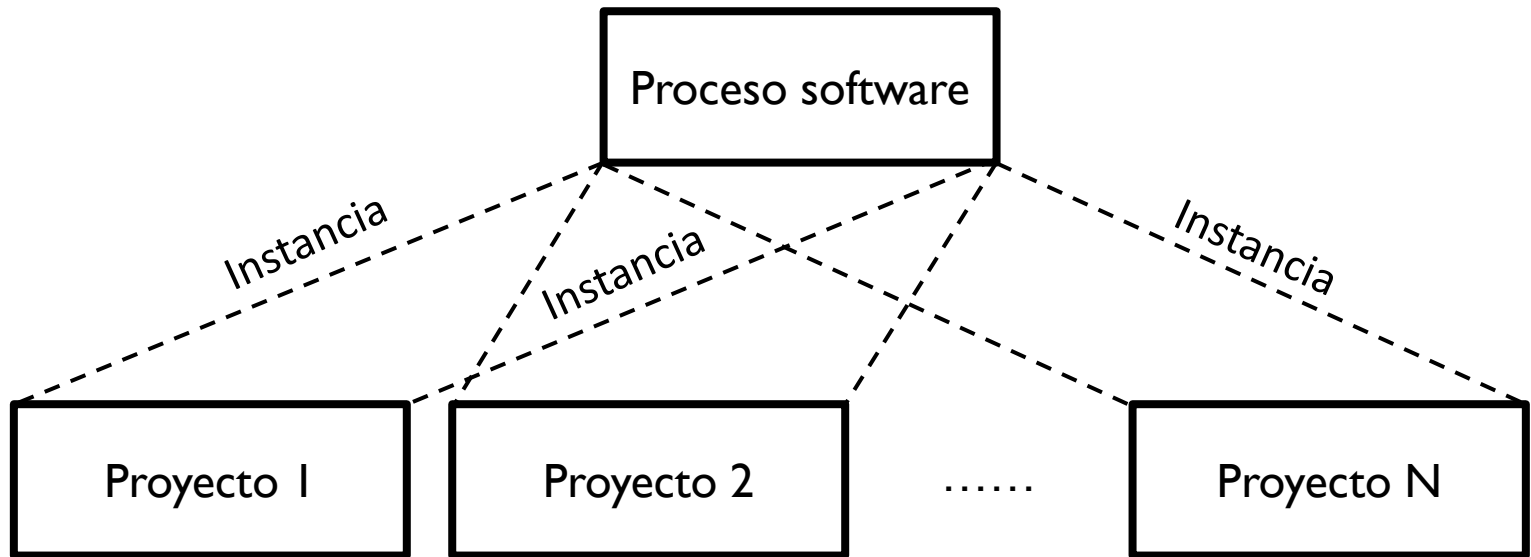 Proceso software
Instancia
Instancia
Instancia
Proyecto 1
Proyecto 2
......
Proyecto N